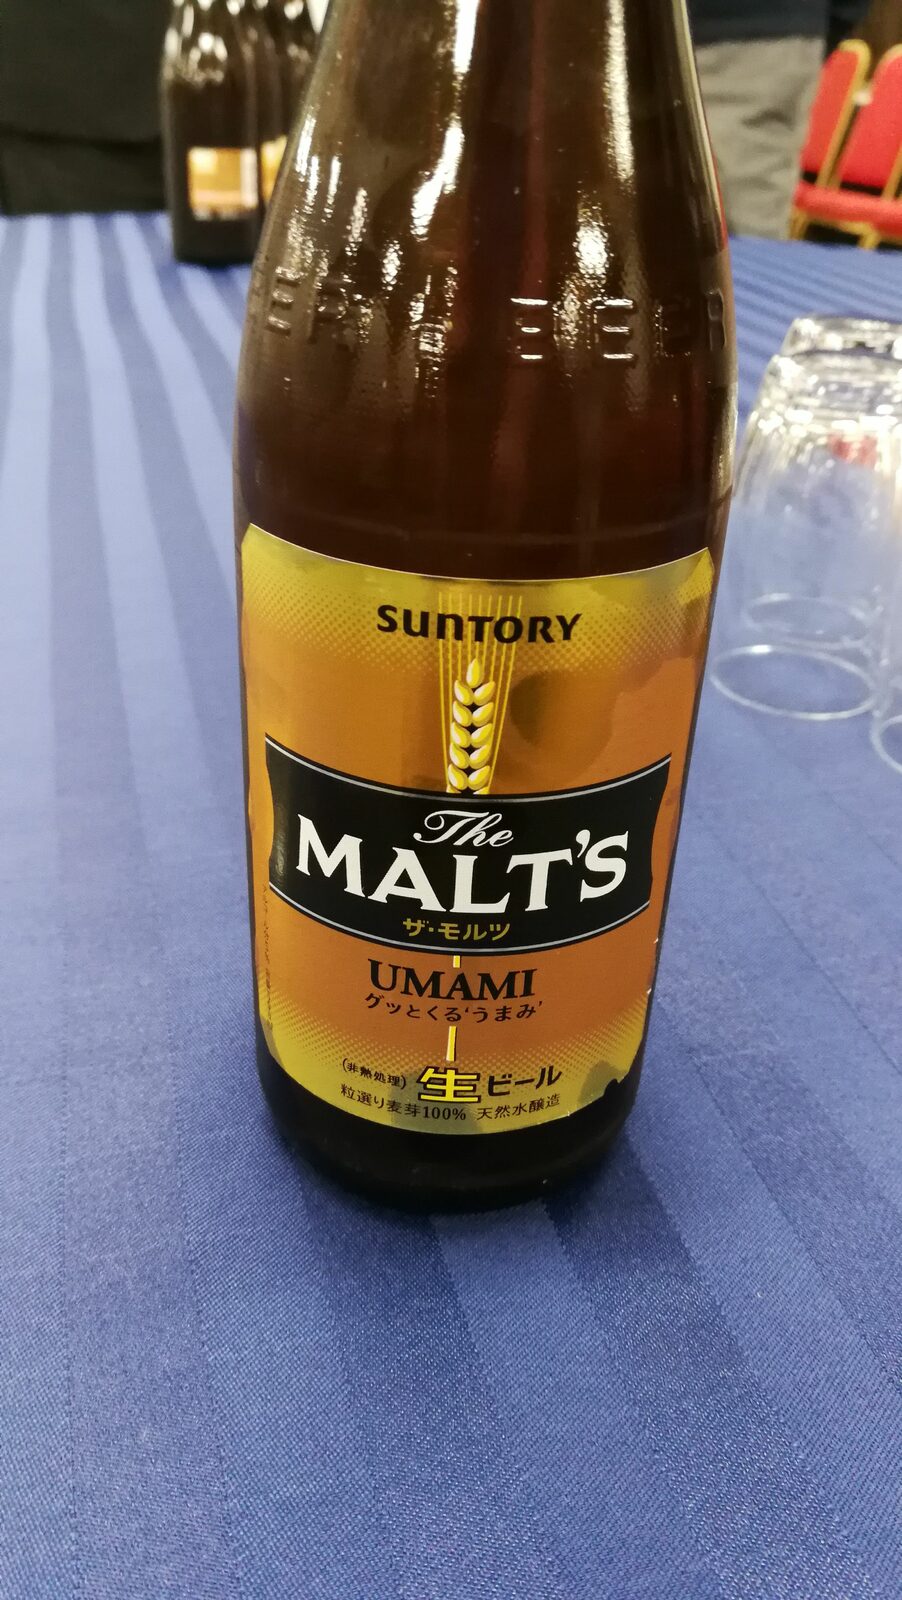 BEER
SUNTORY
The
MALT'S
ザ・モルツ
UMAMI
グッとくる‘うまみ’
(非熱処理) 生ビール
粒選り麦芽100% 天然水醸造